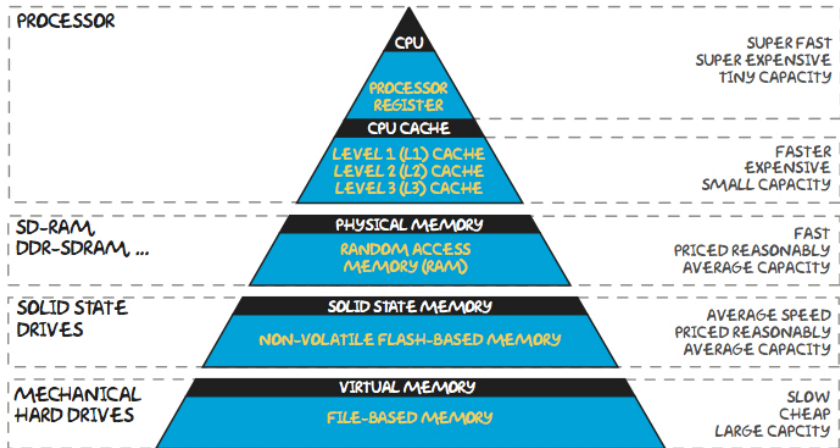 PROCESSOR
CPU
SUPER FAST
SUPER EXPENSIVE
TINY CAPACITY
PROCESSOR
REGISTER
CPU CACHE
LEVEL 1 (L1) CACHE
LEVEL 2 (L2) CACHE
LEVEL 3 (L3) CACHE
FASTER
EXPENSIVE
SMALL CAPACITY
SD-RAM,
DDR-SDRAM, ...
PHYSICAL MEMORY
RANDOM ACCESS
MEMORY (RAM)
FAST
PRICED REASONABLY
AVERAGE CAPACITY
SOLID STATE
DRIVES
SOLID STATE MEMORY
NON-VOLATILE FLASH-BASED MEMORY
AVERAGE SPEED
PRICED REASONABLY
AVERAGE CAPACITY
MECHANICAL
HARD DRIVES
VIRTUAL MEMORY
FILE-BASED MEMORY
SLOW
CHEAP
LARGE CAPCITY